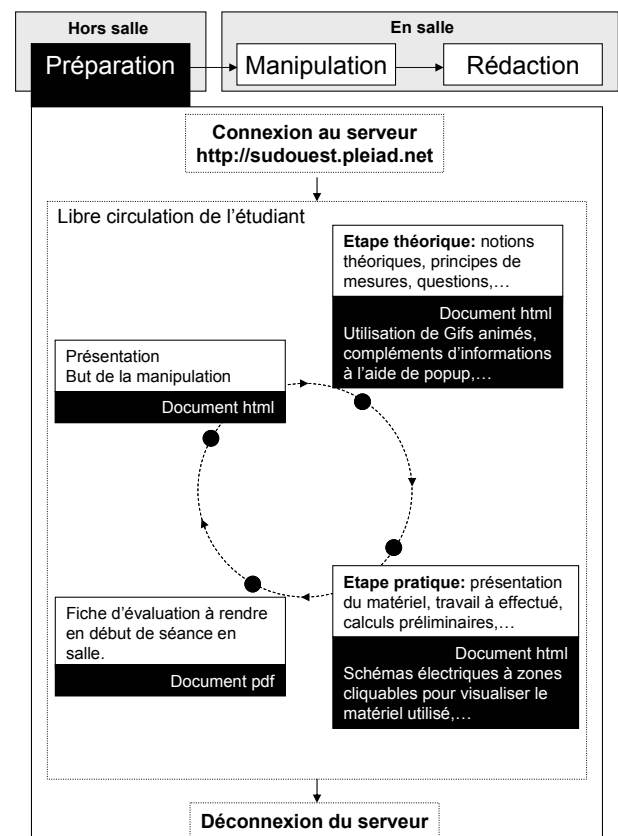 Hors salle
En salle
Préparation
Manipulation
Rédaction
Connexion au serveur
http://sudouest.pleiad.net
Libre circulation de l'étudiant
Etape théorique: notions
théoriques, principes de
mesures, questions,…
Document html
Utilisation de Gifs animés,
compléments d'informations
à l'aide de popup,…
Présentation
But de la manipulation
Document html
Etape pratique: présentation
du matériel, travail à effectué,
calculs préliminaires,…
Document html
Schémas électriques à zones
cliquables pour visualiser le
matériel utilisé,…
Fiche d'évaluation à rendre
en début de séance en
salle.
Document pdf
Déconnexion du serveur